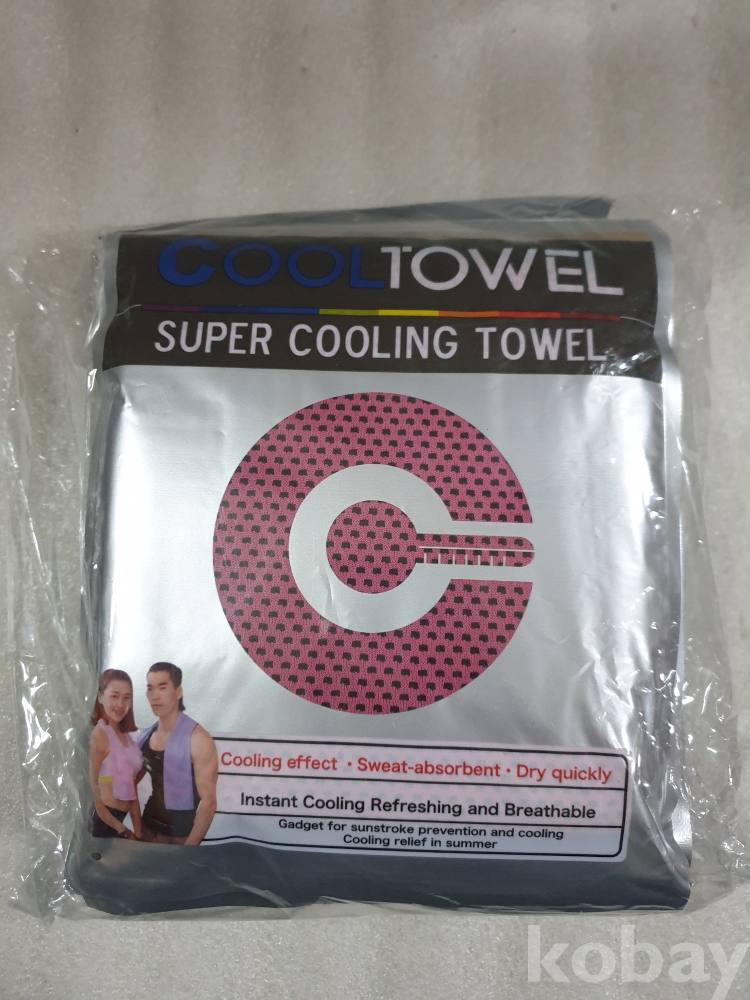 COOLTOWEL
SUPER COOLING TOWEL
Cooling effect・Sweat-absorbent・Dry quickly
Instant Cooling Refreshing and Breathable
Gadget for sunstroke prevention and cooling
Cooling relief in summer
kobay